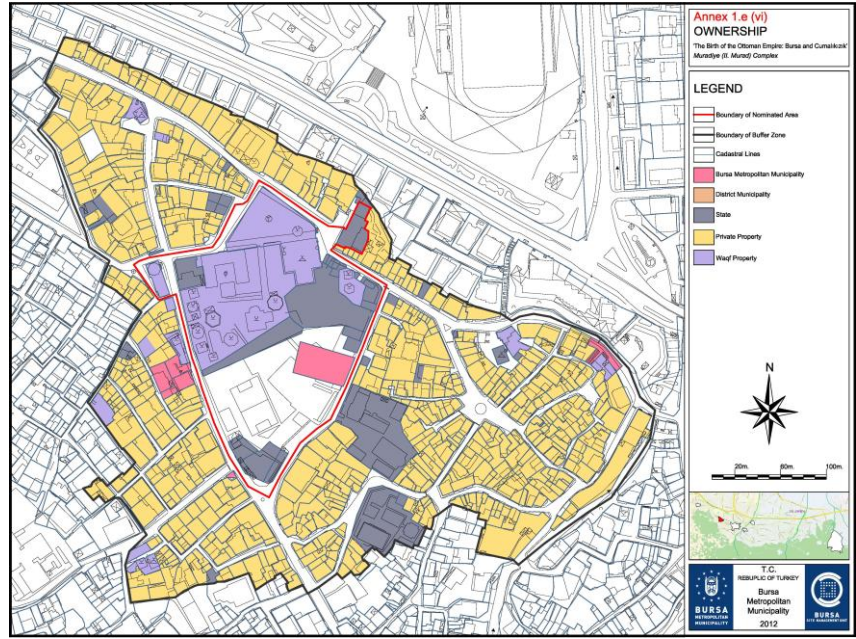 Annex 1.e (vi)
OWNERSHIP
'The Birth of the Ottoman Empire: Bursa and Cumalıkızık'
Muradiye (II. Murad) Complex
LEGEND
Boundary of Nominated Area
Boundary of Buffer Zone
Cadastral Lines
Bursa Metropolitan Municipality
District Municipality
State
Private Property
Waqf Property
N
20m. 60m. 100m.
T.C.
REBUPLIC OF TURKEY
Bursa
Metropolitan
Municipality
2012
BURSA
METROPOLITAN
MUNICIPALITY
BURSA
SITE MANAGEMENT UNIT